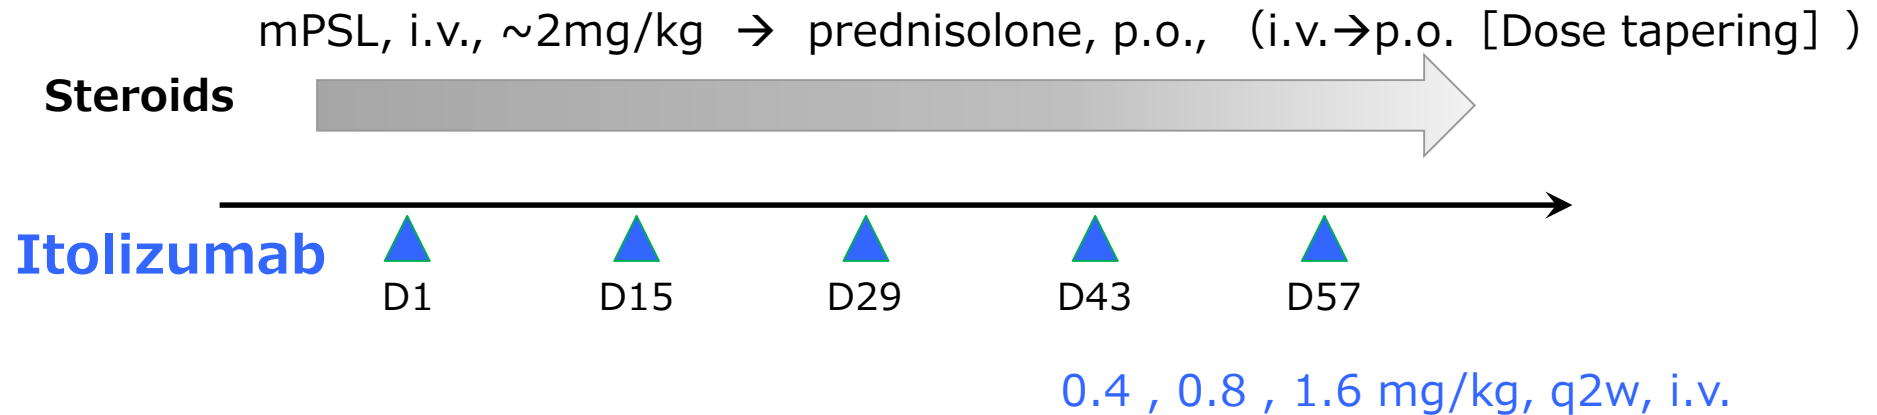 mPSL, i.v., ~2mg/kg → prednisolone, p.o., （i.v.→p.o.［Dose tapering］）
Steroids
Itolizumab
D1 D15 D29 D43 D57
0.4 , 0.8 , 1.6 mg/kg, q2w, i.v.